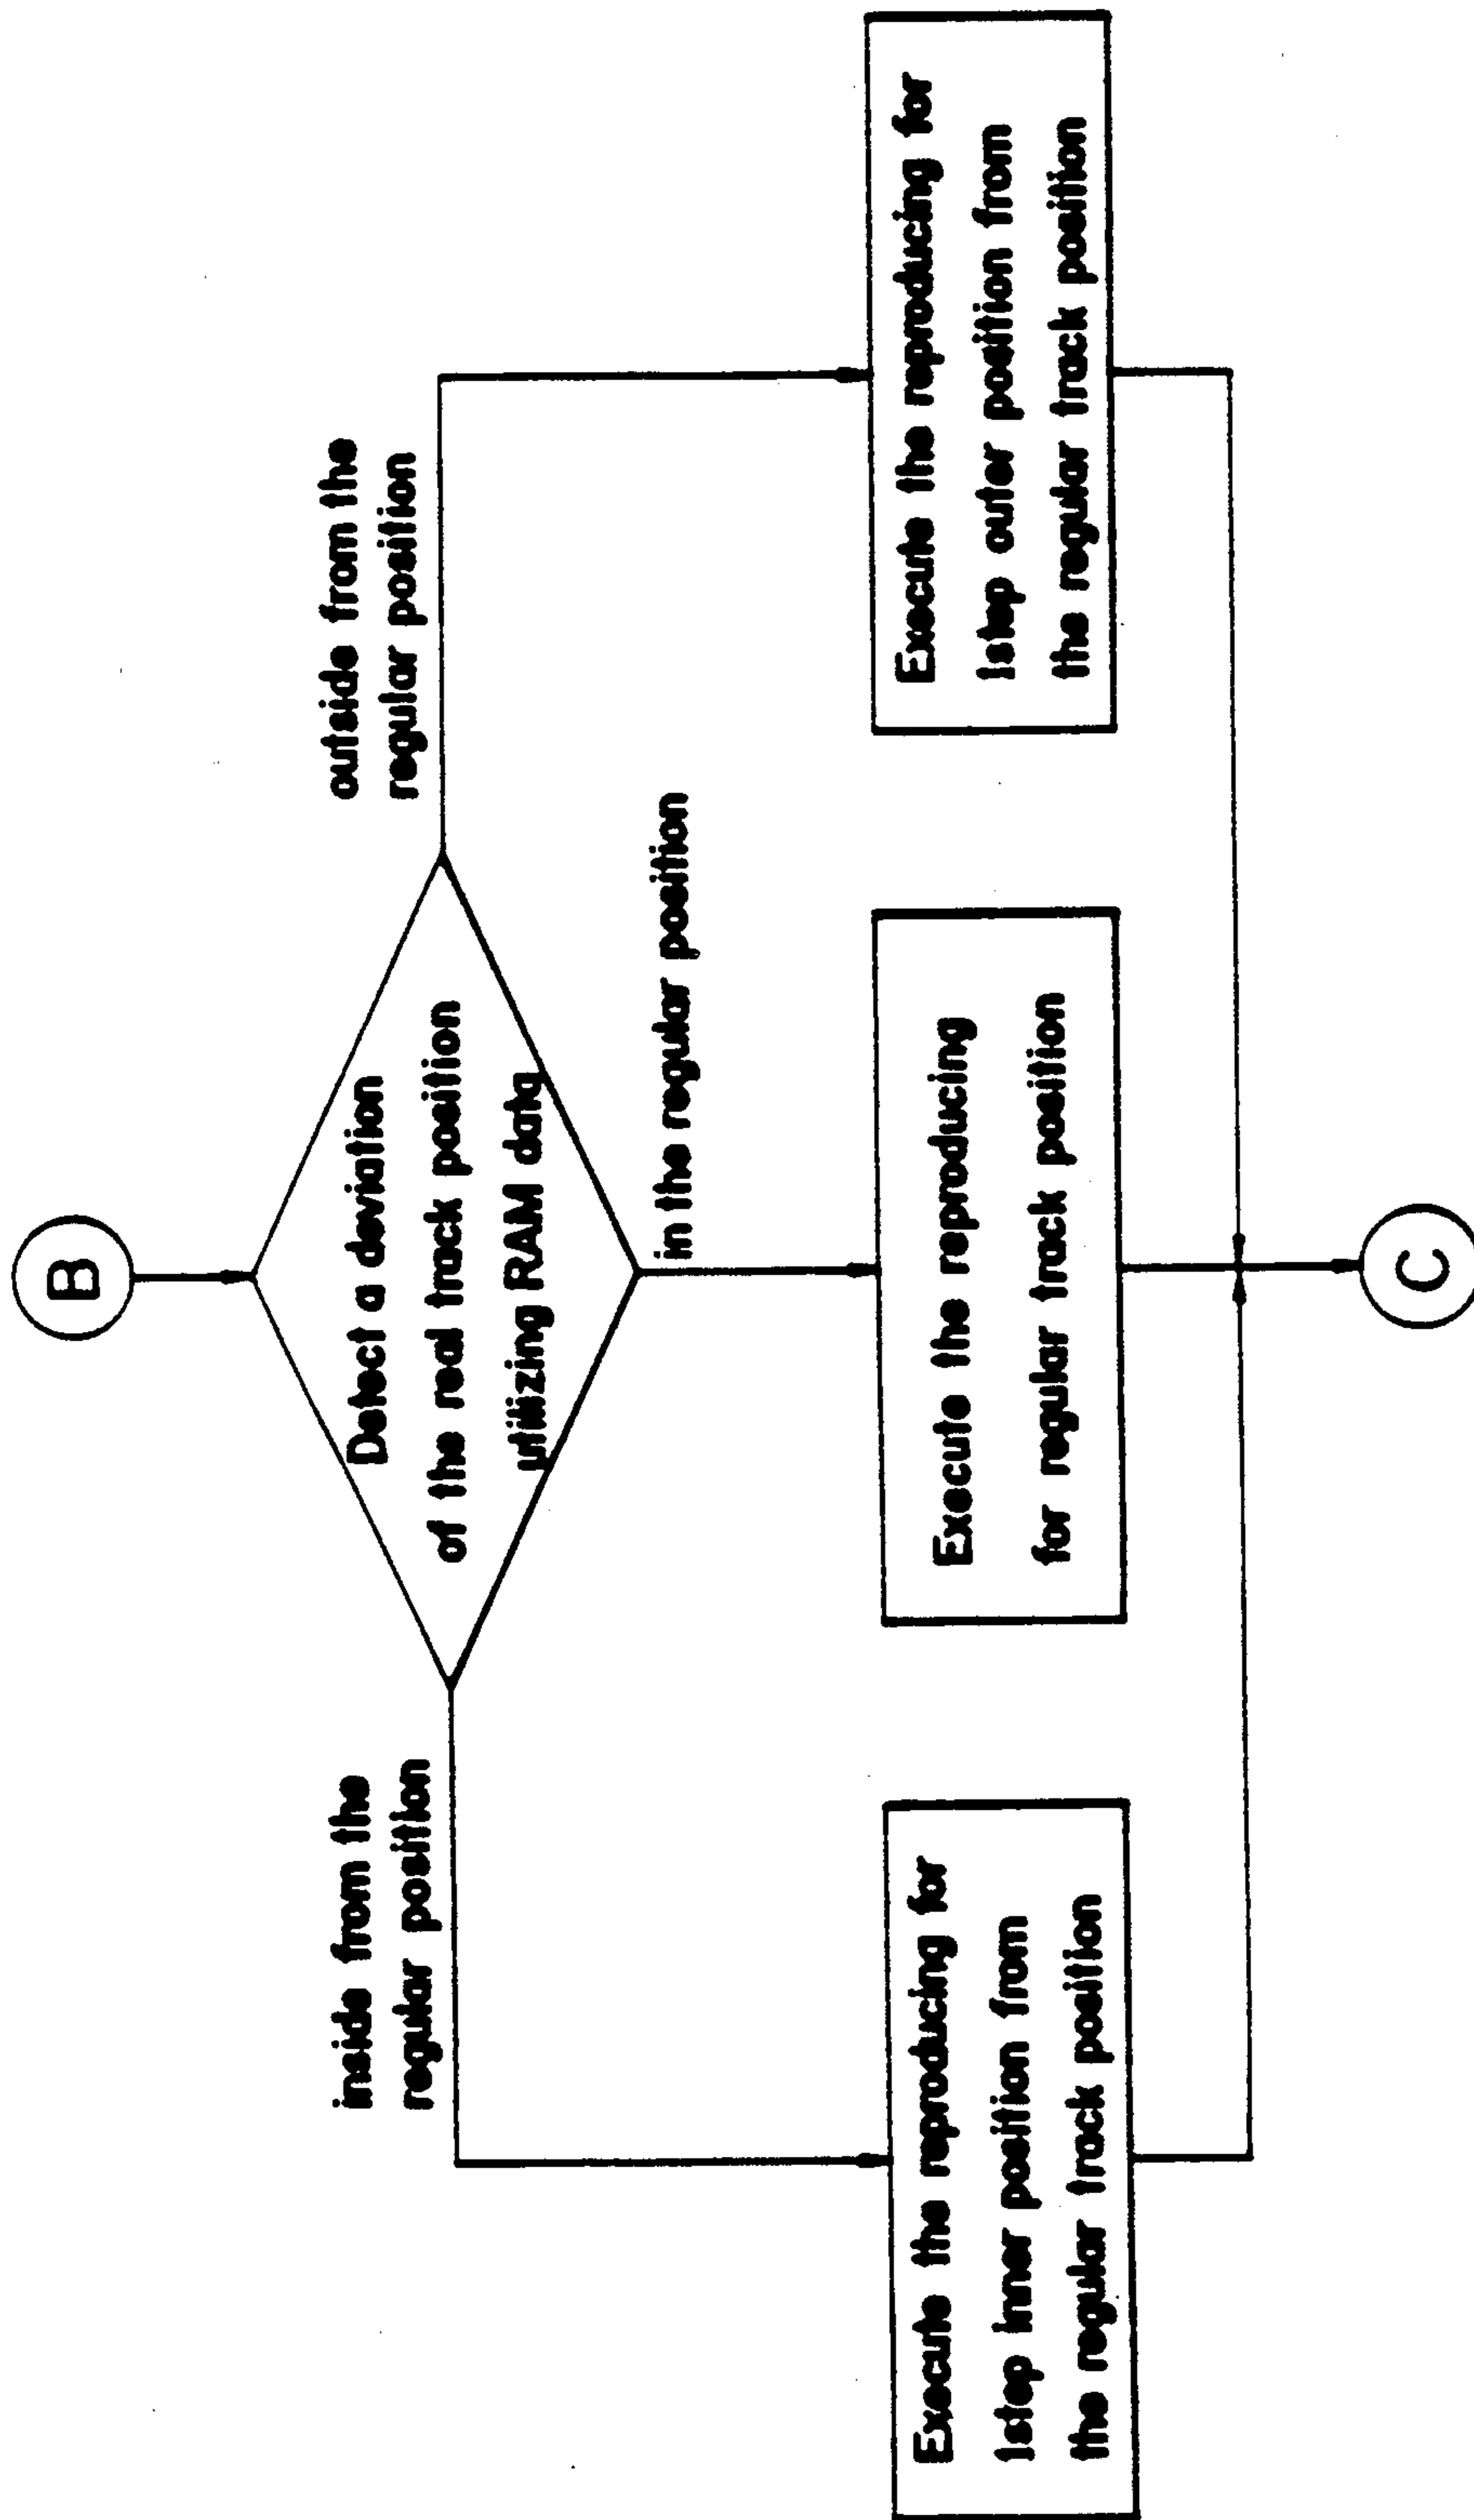 B
Detect a deviation
of the real track position
utilizing RAM data
inside from the
regular position
outside from the
regular position
in the regular position
Execute the reproducing for
1step inner position from
the regular track position
Execute the reproducing
for regular track position
Execute the reproducing for
1step outer position from
the regular track position
C